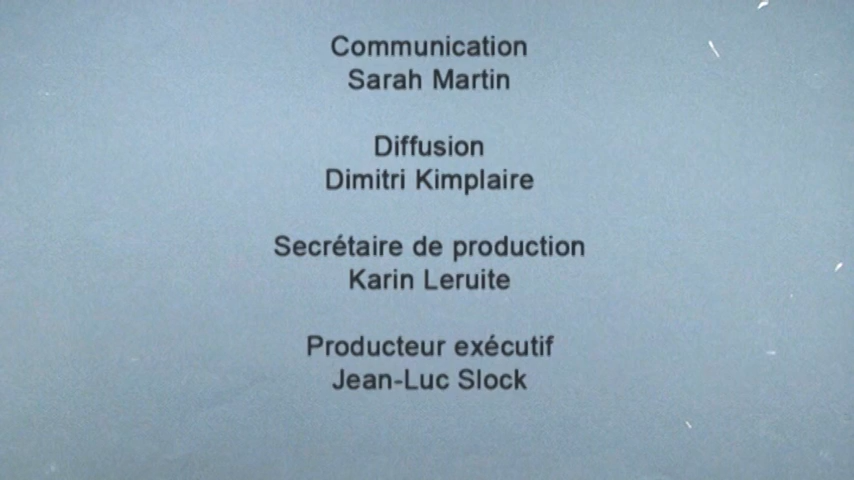 Communication
Sarah Martin
Diffusion
Dimitri Kimplaire
Secrétaire de production
Karin Leruite
Producteur exécutif
Jean-Luc Slock